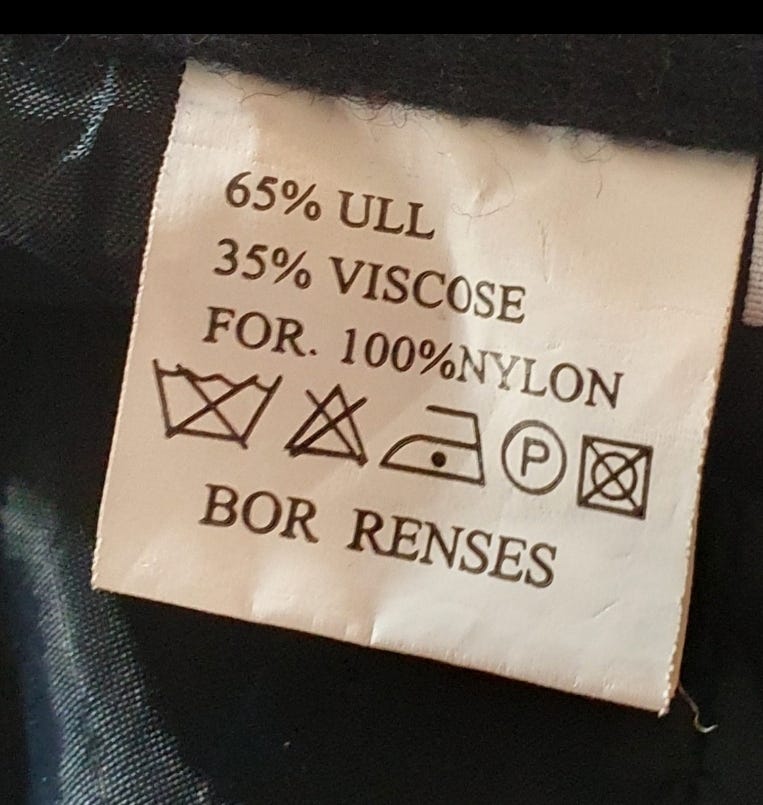 65% ULL
35% VISCOSE
FOR. 100%NYLON
P
BOR RENSES